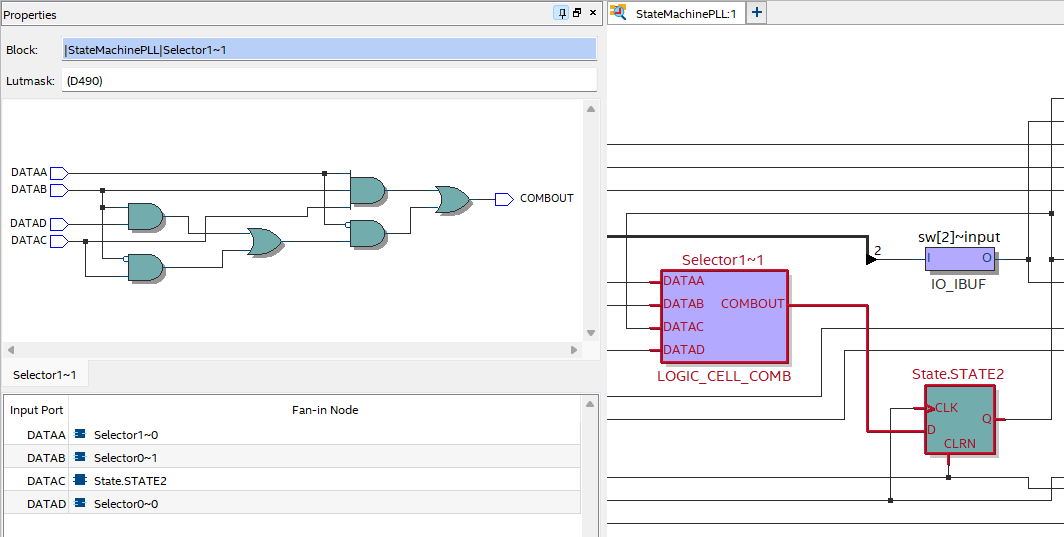 Properties
Block:
|StateMachinePLL|Selector1~1
Lutmask:
(D490)
DATAA
DATAB
DATAD
DATAC
COMBOUT
Selector1~1
Input Port
Fan-in Node
DATAA
Selector1~0
DATAB
Selector0~1
DATAC
State.STATE2
DATAD
Selector0~0
StateMachinePLL:1
Selector1~1
DATAA
DATAB
COMBOUT
DATAC
DATAD
LOGIC_CELL_COMB
2
sw[2]~input
I
O
IO_IBUF
State.STATE2
CLK
Q
D
CLRN